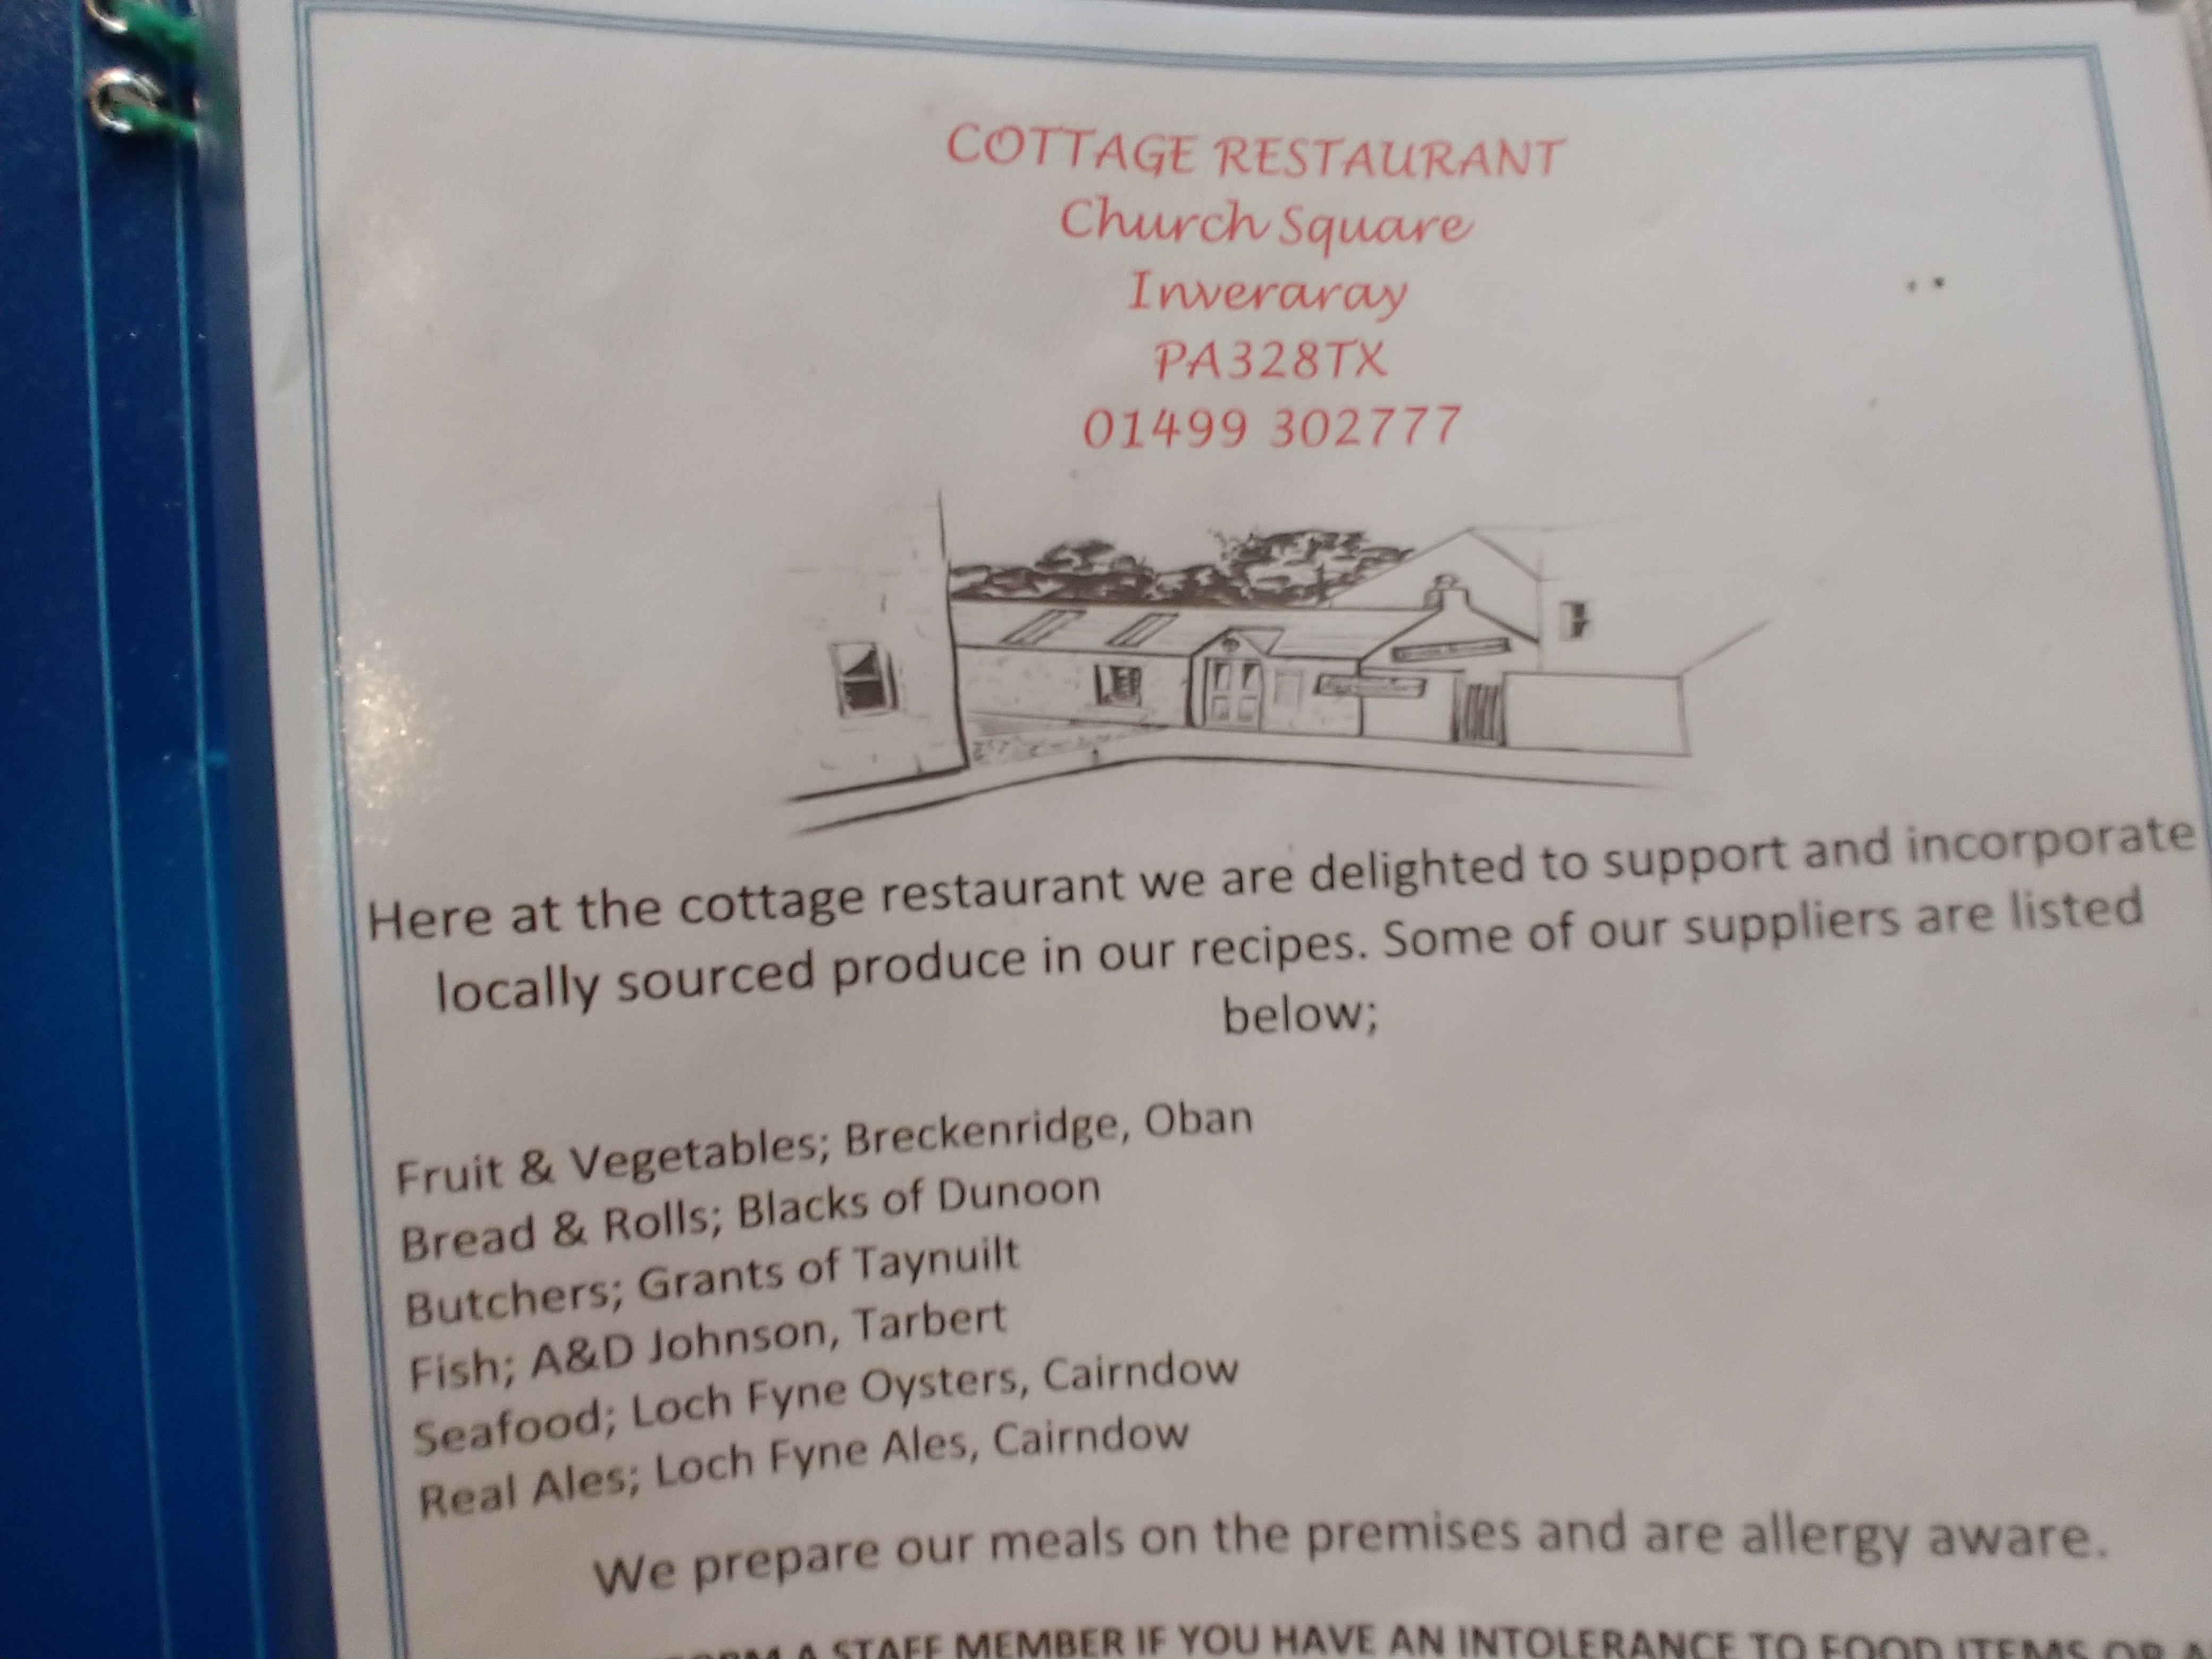 COTTAGE RESTAURANT
Church Square
Inveraray
PA328TX
01499 302777
Here at the cottage restaurant we are delighted to support and incorporate
locally sourced produce in our recipes. Some of our suppliers are listed
below;
Fruit & Vegetables; Breckenridge, Oban
Bread & Rolls; Blacks of Dunoon
Butchers; Grants of Taynuilt
Fish; A&D Johnson, Tarbert
Seafood; Loch Fyne Oysters, Cairndow
Real Ales; Loch Fyne Ales, Cairndow
We prepare our meals on the premises and are allergy aware.
A STAFF MEMBER IF YOU HAVE AN INTOLERANCE TO FOOD ITEMS OR